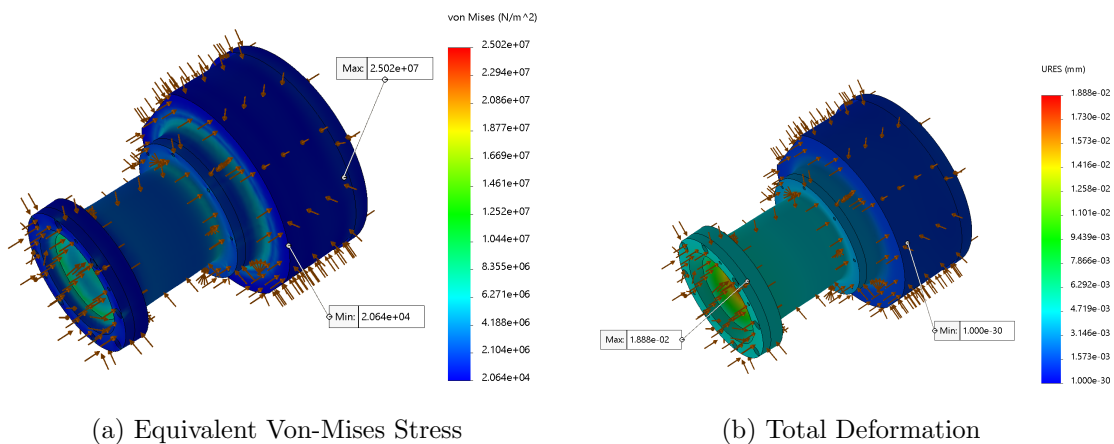 von Mises (N/m^2)
2.502e+07
2.294e+07
2.086e+07
1.877e+07
1.669e+07
1.461e+07
1.252e+07
1.044e+07
8.355e+06
6.271e+06
4.188e+06
2.104e+06
2.064e+04
Max: 2.502e+07
Min: 2.064e+04
(a) Equivalent Von-Mises Stress
URES (mm)
1.888e-02
1.730e-02
1.573e-02
1.416e-02
1.258e-02
1.101e-02
9.439e-03
7.866e-03
6.292e-03
4.719e-03
3.146e-03
1.573e-03
1.000e-30
Max: 1.888e-02
Min: 1.000e-30
(b) Total Deformation